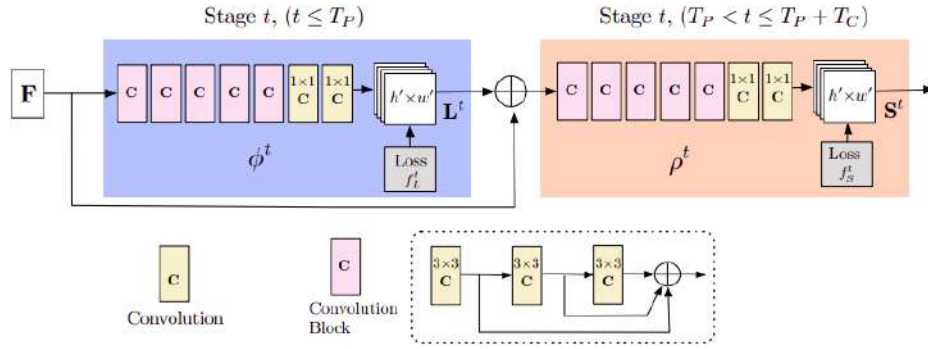 Stage t, (t ≤ T_P)
Stage t, (T_P < t ≤ T_P + T_C)
F
C C C C C 1×1 C 1×1 C
h′×w′
L^t
Loss
f_L^t
ϕ^t
C C C C C 1×1 C 1×1 C
h′×w′
S^t
Loss
f_S^t
ρ^t
C
Convolution
C
Convolution
Block
3×3 C 3×3 C 3×3 C